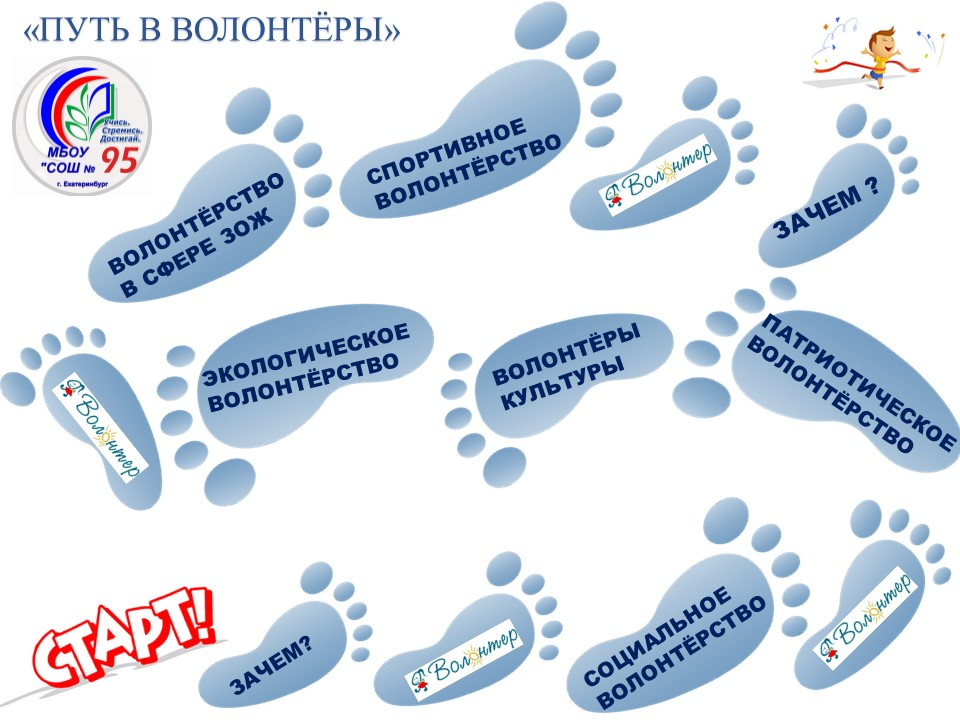 «ПУТЬ В ВОЛОНТЁРЫ»
Учись.
Стремись.
Достигай.
МБОУ
"СОШ № 95
г. Екатеринбург
ВОЛОНТЁРСТВО
В СФЕРЕ ЗОЖ
СПОРТИВНОЕ
ВОЛОНТЁРСТВО
Я Волонтер
ЗАЧЕМ ?
Я Волонтер
ЭКОЛОГИЧЕСКОЕ
ВОЛОНТЁРСТВО
ВОЛОНТЁРЫ
КУЛЬТУРЫ
ПАТРИОТИЧЕСКОЕ
ВОЛОНТЁРСТВО
СТАРТ!
ЗАЧЕМ?
Я Волонтер
СОЦИАЛЬНОЕ
ВОЛОНТЁРСТВО
Я Волонтер